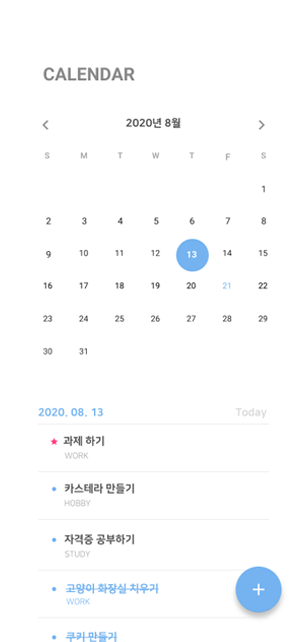 CALENDAR
2020년 8월
S M T W T F S
1
2 3 4 5 6 7 8
9 10 11 12 13 14 15
16 17 18 19 20 21 22
23 24 25 26 27 28 29
30 31
2020. 08. 13 Today
과제 하기
WORK
카스테라 만들기
HOBBY
자격증 공부하기
STUDY
고양이 화장실 치우기
WORK
쿠키 만들기